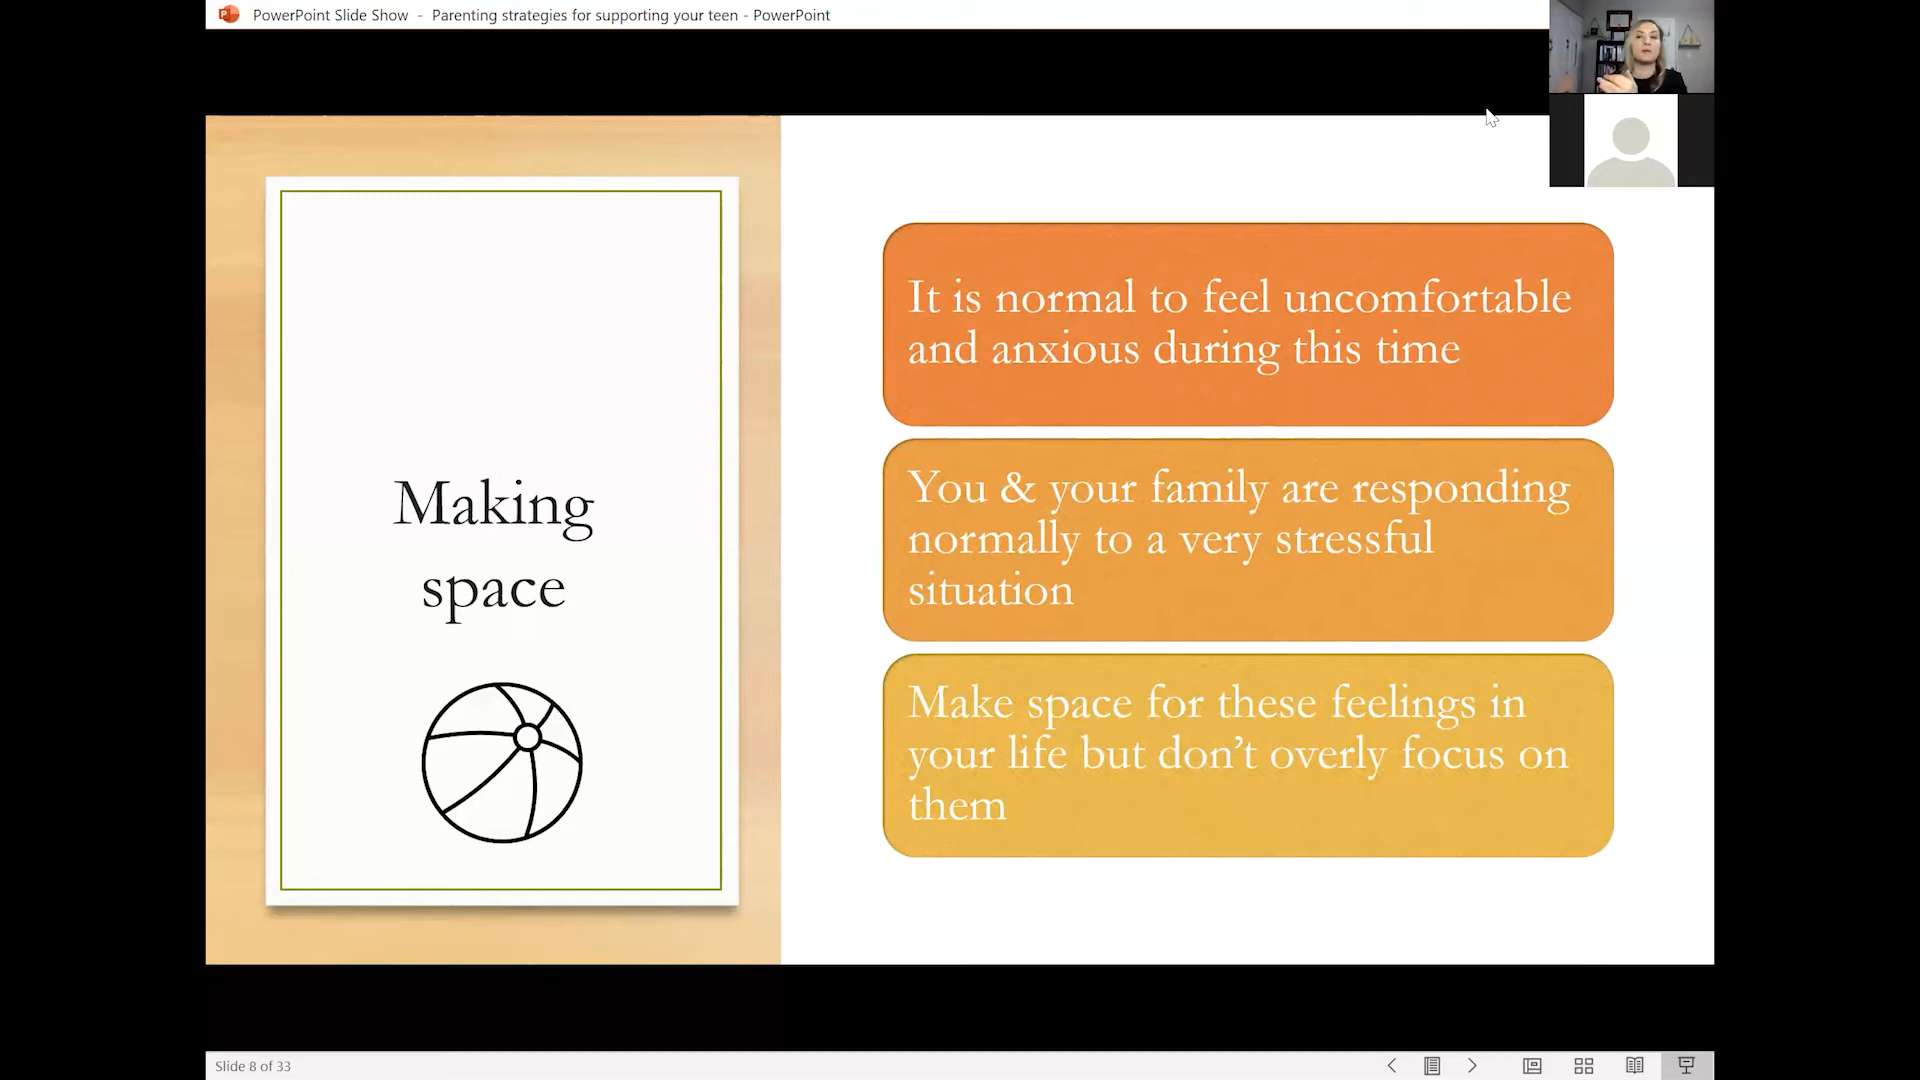 PowerPoint Slide Show - Parenting strategies for supporting your teen - PowerPoint
Making
space
It is normal to feel uncomfortable
and anxious during this time
You & your family are responding
normally to a very stressful
situation
Make space for these feelings in
your life but don’t overly focus on
them
Slide 8 of 33